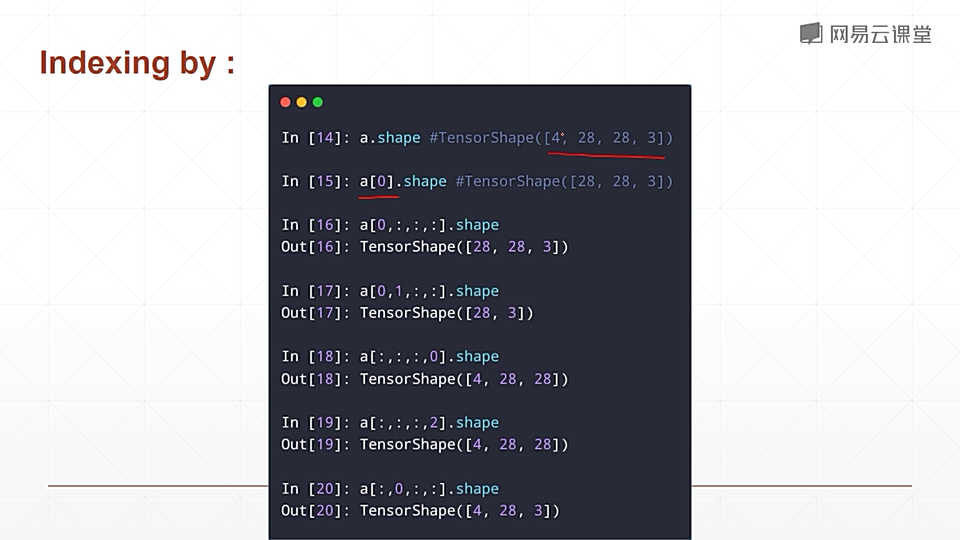 网易云课堂
Indexing by :
In [14]: a.shape #TensorShape([4, 28, 28, 3])
In [15]: a[0].shape #TensorShape([28, 28, 3])
In [16]: a[0,:,:,:].shape
Out[16]: TensorShape([28, 28, 3])
In [17]: a[0,1,:,:].shape
Out[17]: TensorShape([28, 3])
In [18]: a[:,:,:,0].shape
Out[18]: TensorShape([4, 28, 28])
In [19]: a[:,:,:,2].shape
Out[19]: TensorShape([4, 28, 28])
In [20]: a[:,0,:,:].shape
Out[20]: TensorShape([4, 28, 3])